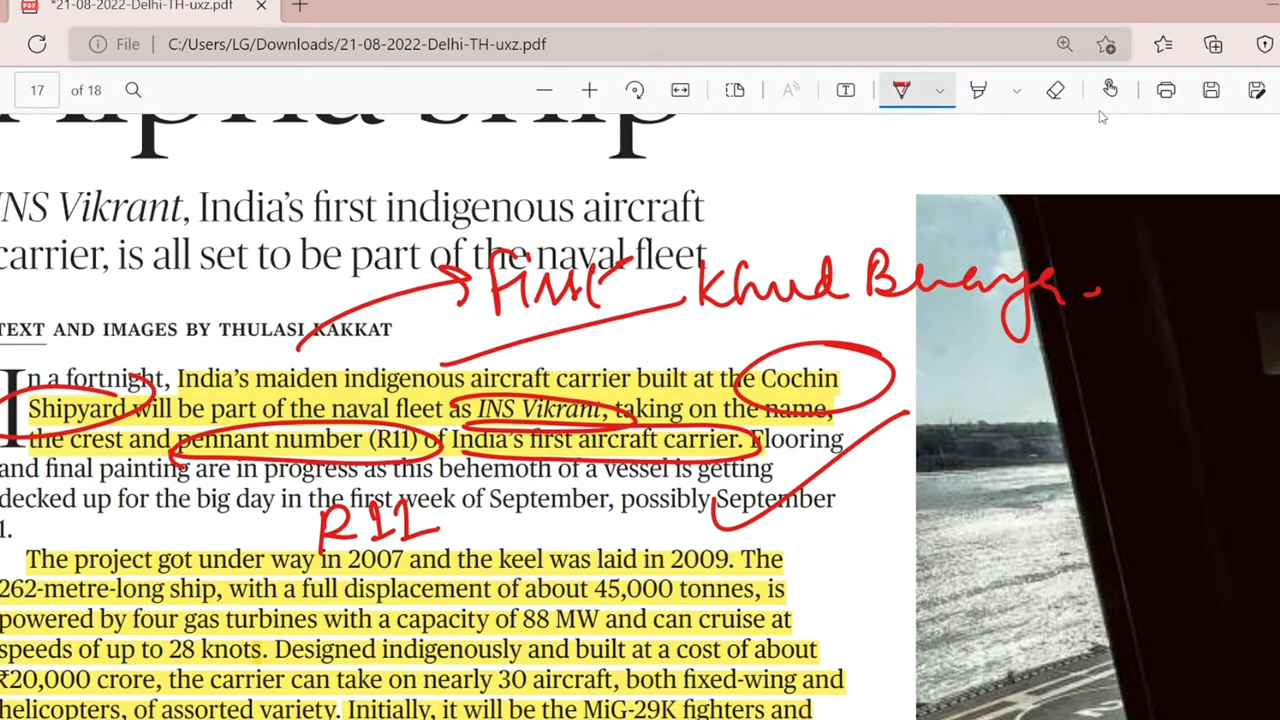 *21-08-2022-Delhi-TH-uxz.pdf
File C:/Users/LG/Downloads/21-08-2022-Delhi-TH-uxz.pdf
17 of 18
Alpha ship
INS Vikrant, India's first indigenous aircraft
carrier, is all set to be part of the naval fleet
First Khud Banaya.
TEXT AND IMAGES BY THULASI KAKKAT
In a fortnight, India's maiden indigenous aircraft carrier built at the Cochin
Shipyard will be part of the naval fleet as INS Vikrant, taking on the name,
the crest and pennant number (R11) of India's first aircraft carrier. Flooring
and final painting are in progress as this behemoth of a vessel is getting
decked up for the big day in the first week of September, possibly September
1.
R11
The project got under way in 2007 and the keel was laid in 2009. The
262-metre-long ship, with a full displacement of about 45,000 tonnes, is
powered by four gas turbines with a capacity of 88 MW and can cruise at
speeds of up to 28 knots. Designed indigenously and built at a cost of about
₹20,000 crore, the carrier can take on nearly 30 aircraft, both fixed-wing and
helicopters, of assorted variety. Initially, it will be the MiG-29K fighters and